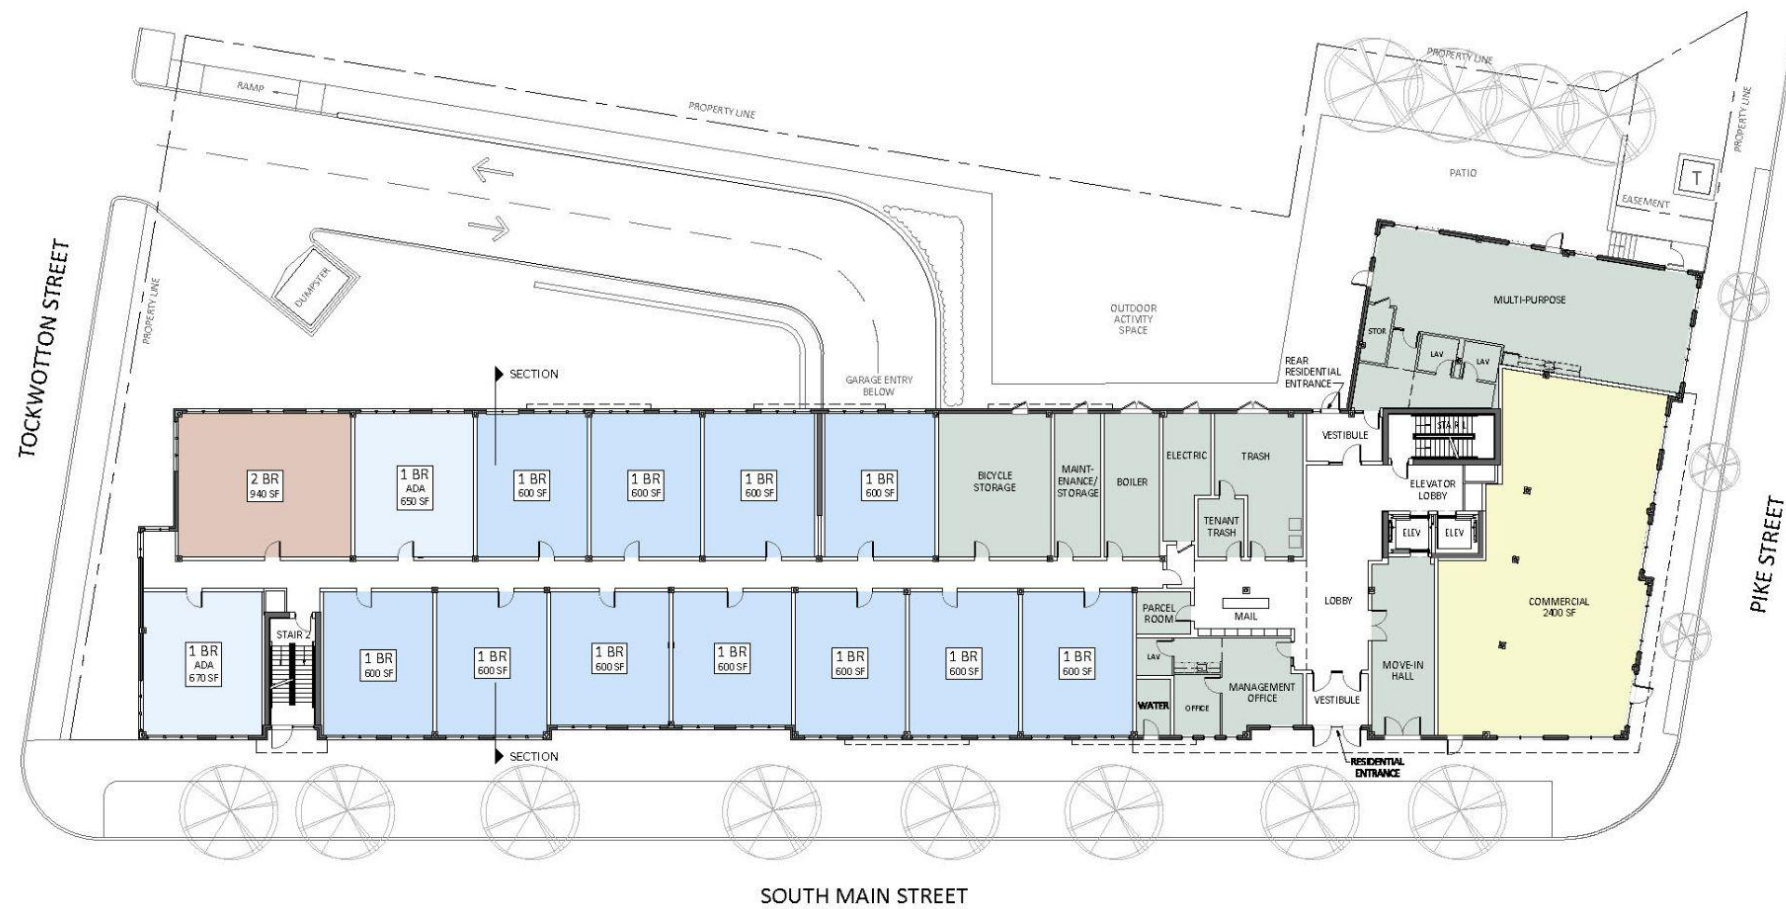 RAMP
PROPERTY LINE
PROPERTY LINE
PROPERTY LINE
PATIO
T
EASEMENT
TOCKWOTTON STREET
PROPERTY LINE
DUMPSTER
OUTDOOR
ACTIVITY
SPACE
MULTI-PURPOSE
STOR
LAV
LAV
SECTION
GARAGE ENTRY
BELOW
REAR
RESIDENTIAL
ENTRANCE
2 BR
940 SF
1 BR
ADA
650 SF
1 BR
600 SF
1 BR
600 SF
1 BR
600 SF
1 BR
600 SF
BICYCLE
STORAGE
MAINT-
ENANCE/
STORAGE
BOILER
ELECTRIC
TRASH
TENANT
TRASH
VESTIBULE
STAIR 1
ELEVATOR
LOBBY
ELEV
ELEV
PIKE STREET
COMMERCIAL
2400 SF
1 BR
ADA
670 SF
STAIR 2
1 BR
600 SF
1 BR
600 SF
1 BR
600 SF
1 BR
600 SF
1 BR
600 SF
1 BR
600 SF
1 BR
600 SF
PARCEL
ROOM
MAIL
LOBBY
LAV
WATER
OFFICE
MANAGEMENT
OFFICE
VESTIBULE
MOVE-IN
HALL
SECTION
RESIDENTIAL
ENTRANCE
SOUTH MAIN STREET